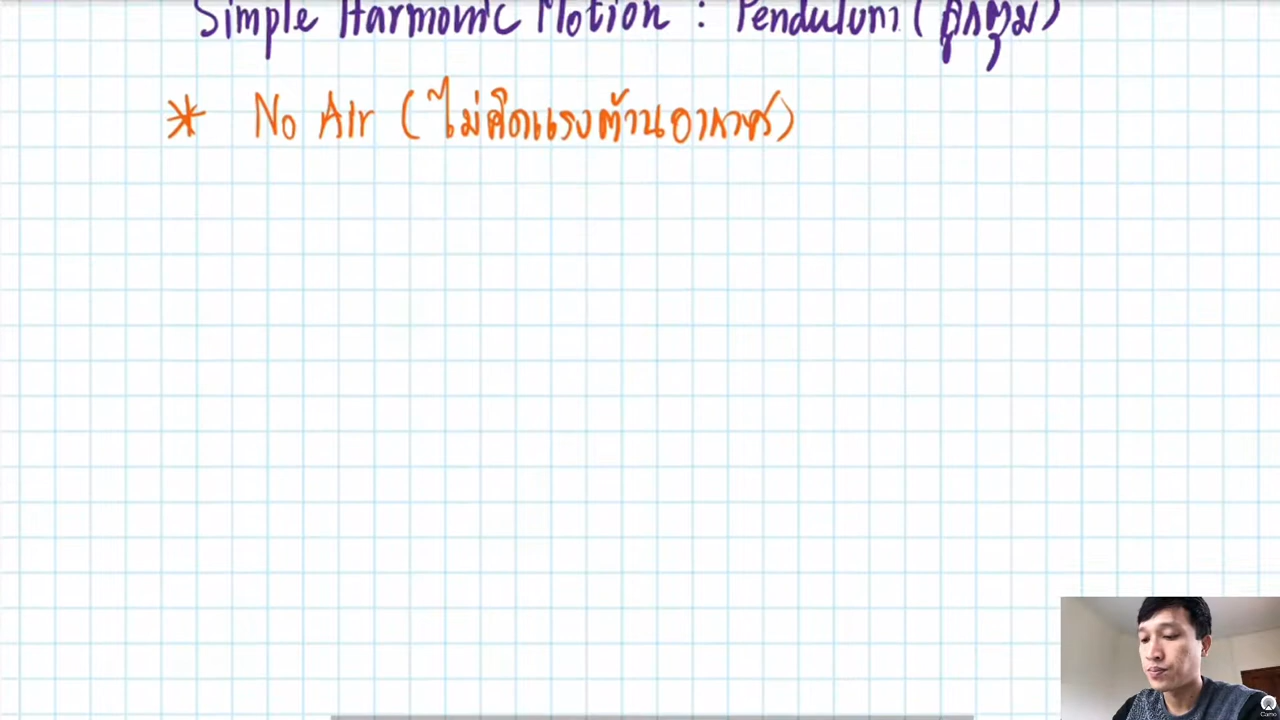 Simple Harmonic Motion : Pendulum (ลูกตุ้ม)
* No Air (ไม่คิดแรงต้านอากาศ)
Camo